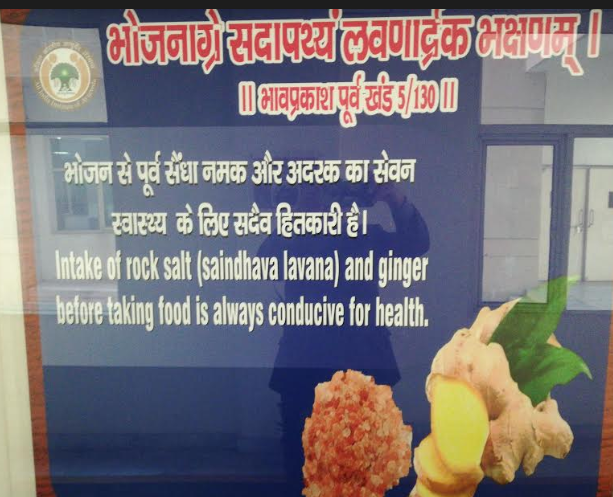 भोजनाग्रे सदापथ्यं लवणार्द्रक भक्षणम् ।
॥ भावप्रकाश पूर्व खंड 5/130 ॥
भोजन से पूर्व सैंधा नमक और अदरक का सेवन
स्वास्थ्य के लिए सदैव हितकारी है।
Intake of rock salt (saindhava lavana) and ginger
before taking food is always conducive for health.